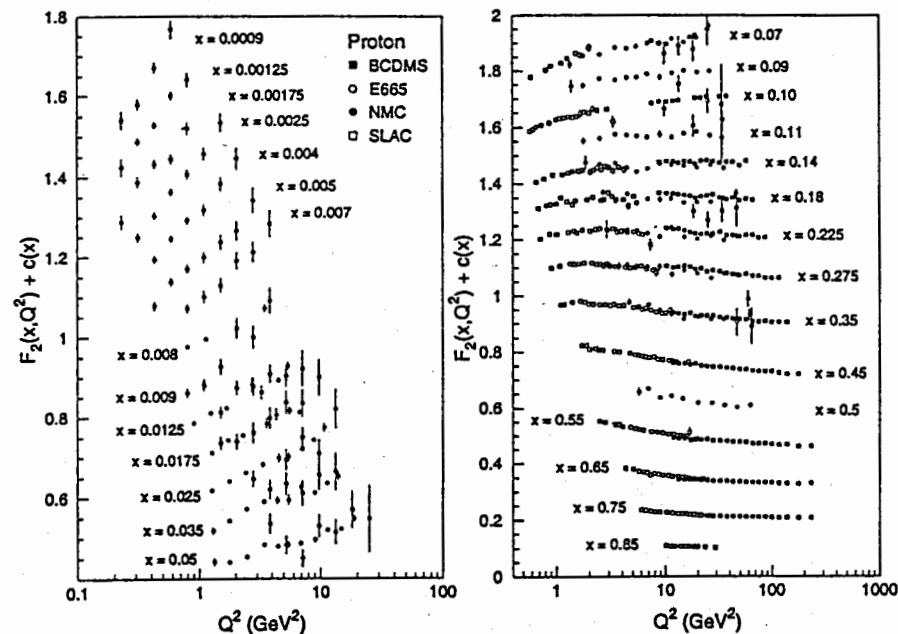 1.8
1.6
1.4
1.2
1
0.8
0.6
0.1
1
10
100
F₂(x,Q²) + c(x)
Q² (GeV²)
x = 0.0009
x = 0.00125
x = 0.00175
x = 0.0025
x = 0.004
x = 0.005
x = 0.007
Proton
BCDMS
E665
NMC
SLAC
x = 0.008
x = 0.009
x = 0.0125
x = 0.0175
x = 0.025
x = 0.035
x = 0.05
2
1.8
1.6
1.4
1.2
1
0.8
0.6
0.4
0.2
0
1
10
100
1000
F₂(x,Q²) + c(x)
Q² (GeV²)
x = 0.07
x = 0.09
x = 0.10
x = 0.11
x = 0.14
x = 0.18
x = 0.225
x = 0.275
x = 0.35
x = 0.45
x = 0.5
x = 0.55
x = 0.65
x = 0.75
x = 0.85